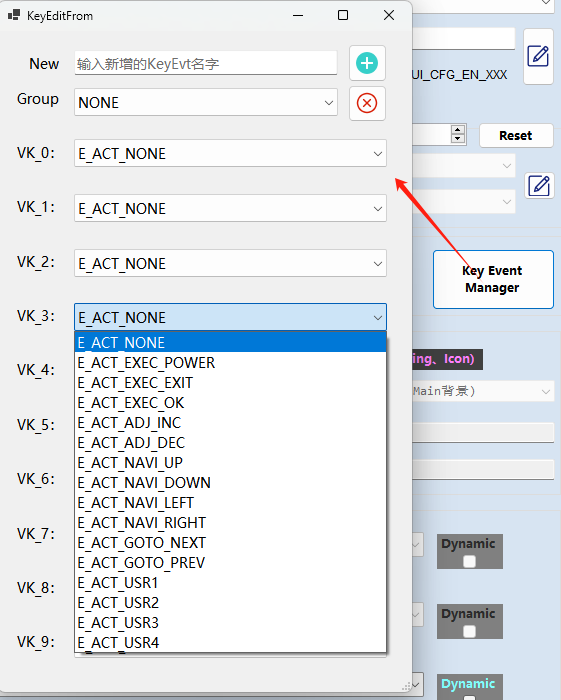 KeyEditFrom
New
输入新增的KeyEvt名字
Group
NONE
VK_0:
E_ACT_NONE
VK_1:
E_ACT_NONE
VK_2:
E_ACT_NONE
VK_3:
E_ACT_NONE
E_ACT_NONE
E_ACT_EXEC_POWER
E_ACT_EXEC_EXIT
E_ACT_EXEC_OK
E_ACT_ADJ_INC
E_ACT_ADJ_DEC
E_ACT_NAVI_UP
E_ACT_NAVI_DOWN
E_ACT_NAVI_LEFT
E_ACT_NAVI_RIGHT
E_ACT_GOTO_NEXT
E_ACT_GOTO_PREV
E_ACT_USR1
E_ACT_USR2
E_ACT_USR3
E_ACT_USR4
VK_4:
VK_5:
VK_6:
VK_7:
VK_8:
VK_9:
UI_CFG_EN_XXX
Reset
Key Event
Manager
ing、Icon)
Main背景)
Dynamic
Dynamic
Dynamic